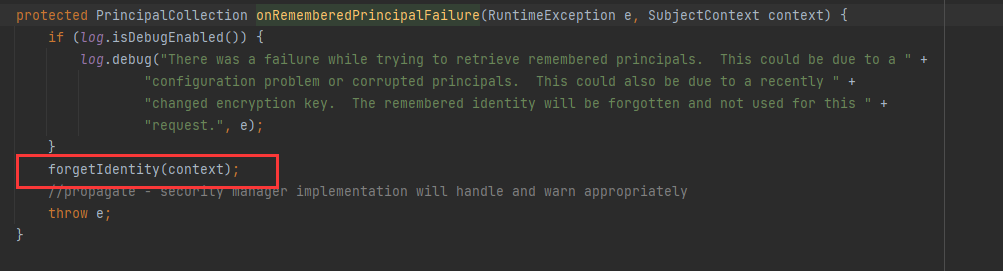 protected PrincipalCollection onRememberedPrincipalFailure(RuntimeException e, SubjectContext context) {
if (log.isDebugEnabled()) {
log.debug("There was a failure while trying to retrieve remembered principals.  This could be due to a " +
"configuration problem or corrupted principals.  This could also be due to a recently " +
"changed encryption key.  The remembered identity will be forgotten and not used for this " +
"request.", e);
}
forgetIdentity(context);
//propagate - security manager implementation will handle and warn appropriately
throw e;
}